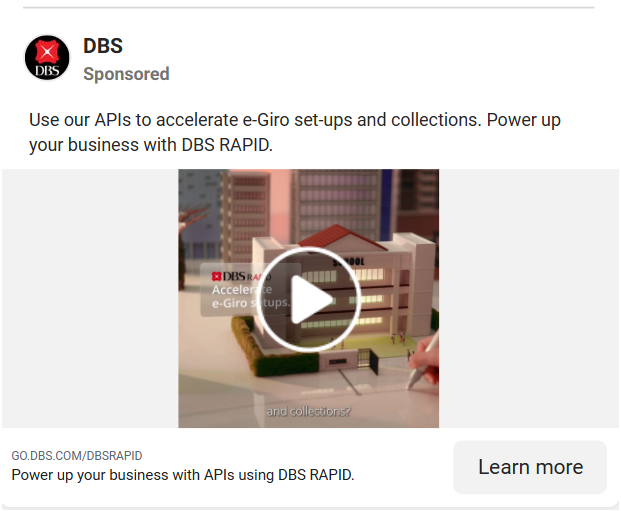 DBS
DBS
Sponsored
Use our APIs to accelerate e-Giro set-ups and collections. Power up
your business with DBS RAPID.
SCHOOL
DBS RAPID
Accelerate
e-Giro setups.
and collections?
GO.DBS.COM/DBSRAPID
Power up your business with APIs using DBS RAPID.
Learn more